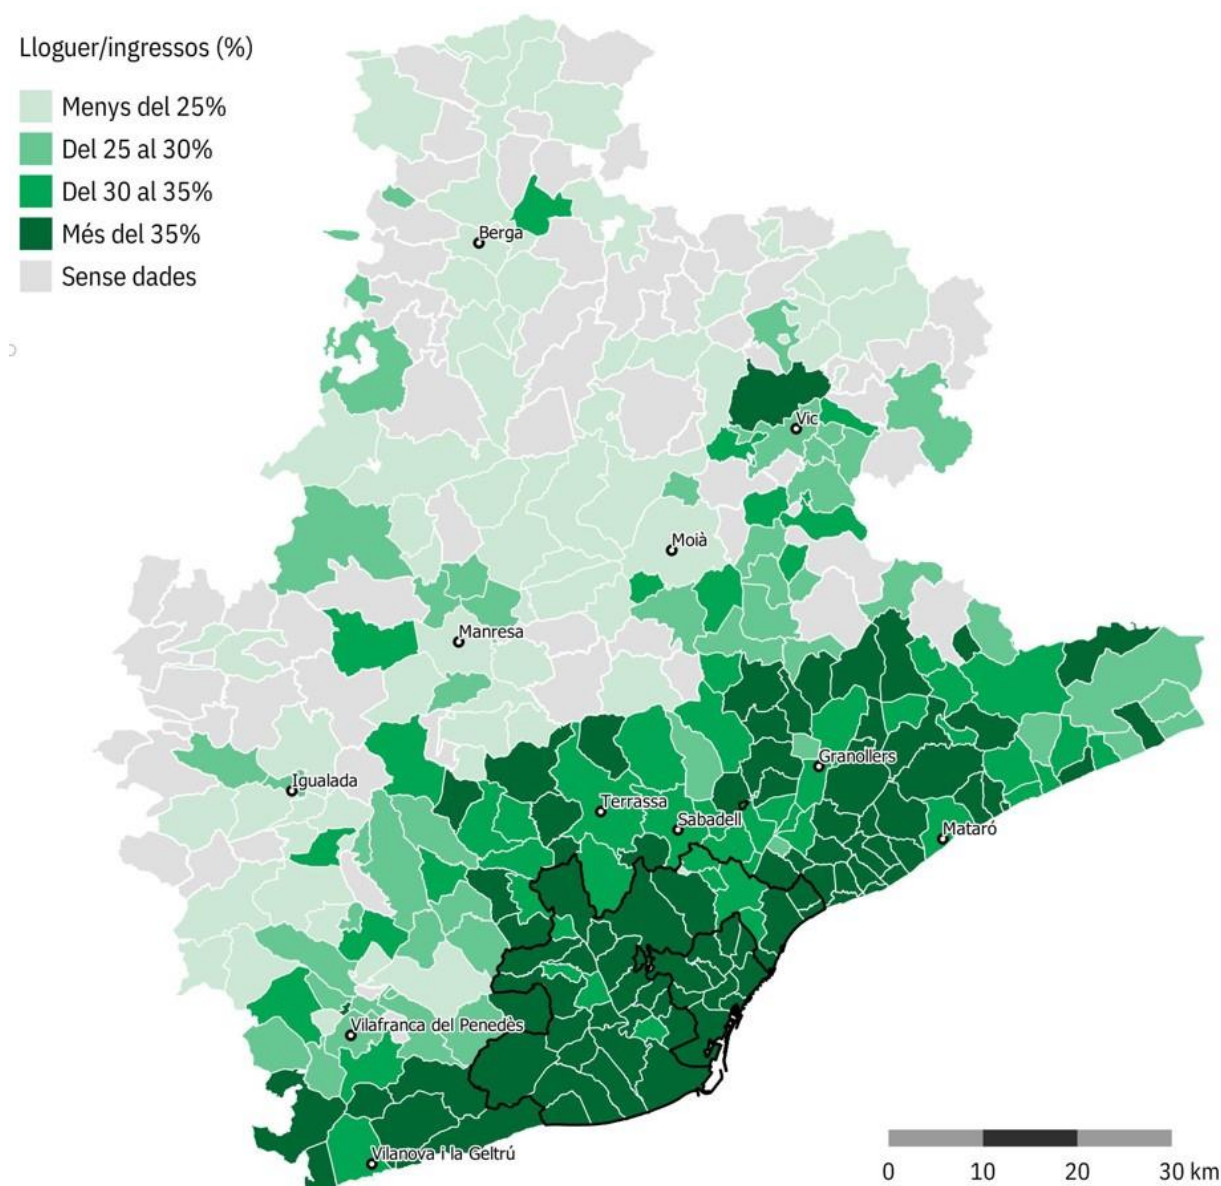 Lloguer/ingressos (%)
Menys del 25%
Del 25 al 30%
Del 30 al 35%
Més del 35%
Sense dades
Berga
Vic
Moià
Manresa
Igualada
Granollers
Terrassa
Sabadell
Mataró
Vilafranca del Penedès
Vilanova i la Geltrú
0 10 20 30 km